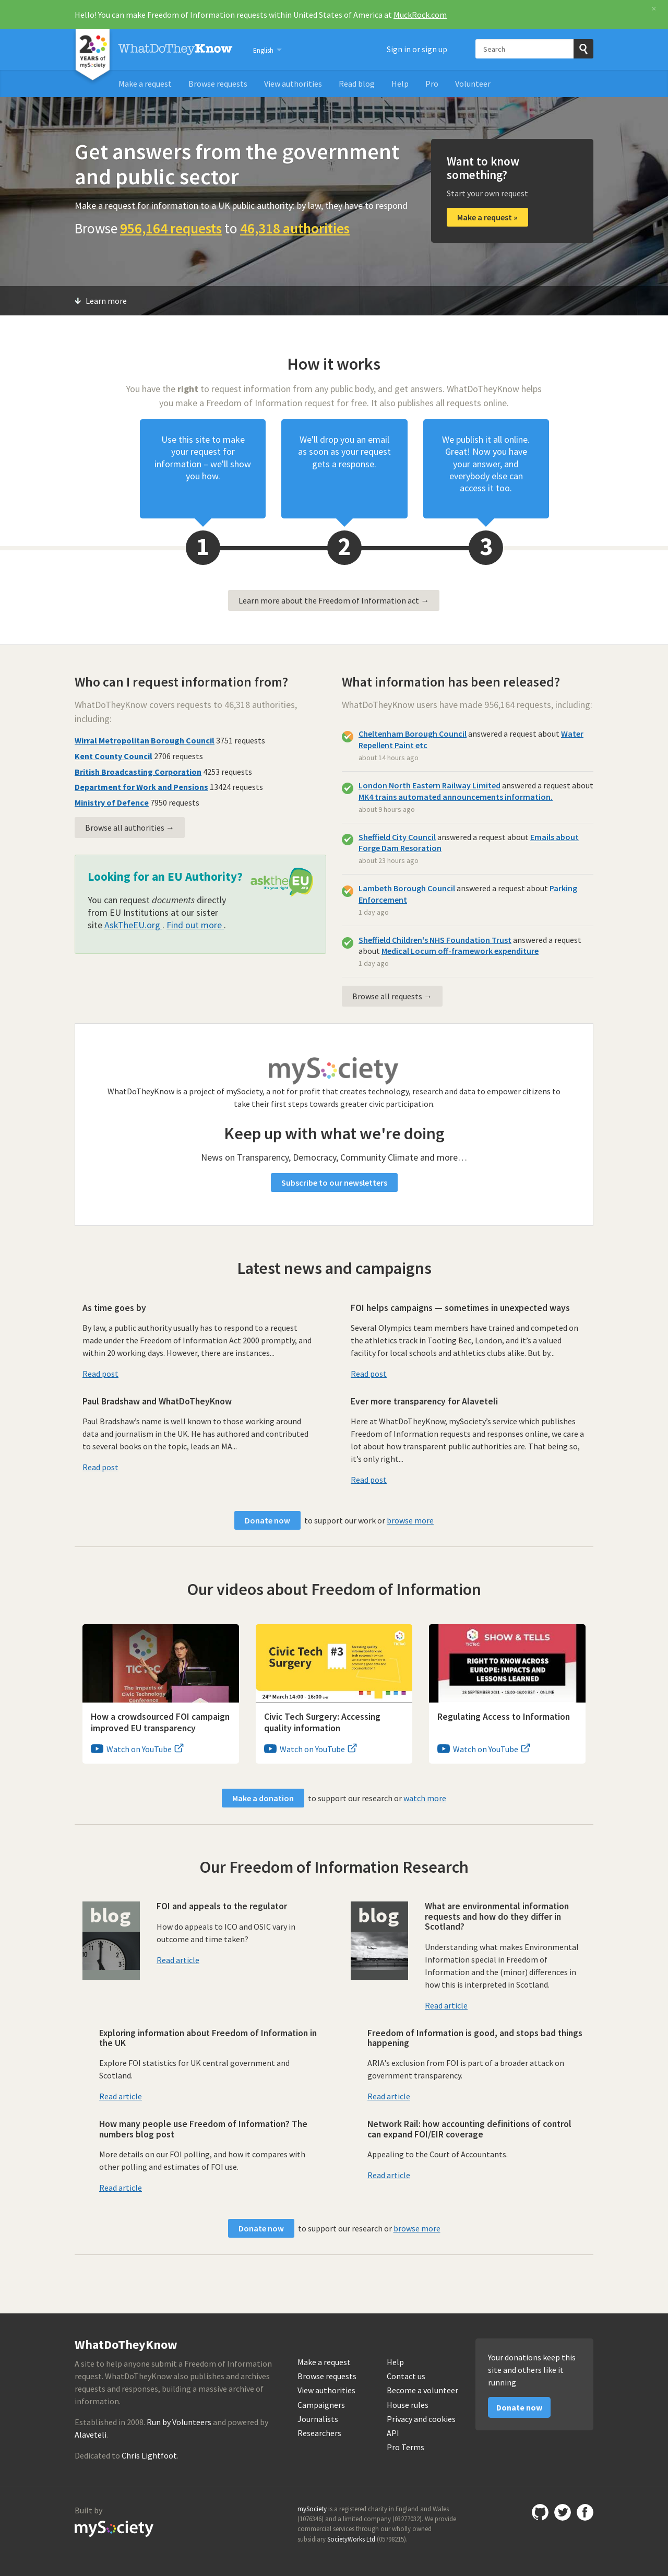 Hello! You can make Freedom of Information requests within United States of America at MuckRock.com
×
20
YEARS of
mySociety
WhatDoTheyKnow
English
Sign in or sign up
Search
Make a request
Browse requests
View authorities
Read blog
Help
Pro
Volunteer
Get answers from the government
and public sector
Make a request for information to a UK public authority: by law, they have to respond
Browse 956,164 requests to 46,318 authorities
Want to know
something?
Start your own request
Make a request »
Learn more
How it works
You have the right to request information from any public body, and get answers. WhatDoTheyKnow helps
you make a Freedom of Information request for free. It also publishes all requests online.
Use this site to make
your request for
information – we'll show
you how.
We'll drop you an email
as soon as your request
gets a response.
We publish it all online.
Great! Now you have
your answer, and
everybody else can
access it too.
1
2
3
Learn more about the Freedom of Information act →
Who can I request information from?
WhatDoTheyKnow covers requests to 46,318 authorities,
including:
Wirral Metropolitan Borough Council 3751 requests
Kent County Council 2706 requests
British Broadcasting Corporation 4253 requests
Department for Work and Pensions 13424 requests
Ministry of Defence 7950 requests
Browse all authorities →
Looking for an EU Authority?
asktheEU
it's your right
You can request documents directly
from EU Institutions at our sister
site AskTheEU.org . Find out more .
What information has been released?
WhatDoTheyKnow users have made 956,164 requests, including:
Cheltenham Borough Council answered a request about Water
Repellent Paint etc
about 14 hours ago
London North Eastern Railway Limited answered a request about
MK4 trains automated announcements information.
about 9 hours ago
Sheffield City Council answered a request about Emails about
Forge Dam Resoration
about 23 hours ago
Lambeth Borough Council answered a request about Parking
Enforcement
1 day ago
Sheffield Children's NHS Foundation Trust answered a request
about Medical Locum off-framework expenditure
1 day ago
Browse all requests →
mySociety
WhatDoTheyKnow is a project of mySociety, a not for profit that creates technology, research and data to empower citizens to
take their first steps towards greater civic participation.
Keep up with what we're doing
News on Transparency, Democracy, Community Climate and more…
Subscribe to our newsletters
Latest news and campaigns
As time goes by
By law, a public authority usually has to respond to a request
made under the Freedom of Information Act 2000 promptly, and
within 20 working days. However, there are instances...
Read post
FOI helps campaigns — sometimes in unexpected ways
Several Olympics team members have trained and competed on
the athletics track in Tooting Bec, London, and it's a valued
facility for local schools and athletics clubs alike. But by...
Read post
Paul Bradshaw and WhatDoTheyKnow
Paul Bradshaw's name is well known to those working around
data and journalism in the UK. He has authored and contributed
to several books on the topic, leads an MA...
Read post
Ever more transparency for Alaveteli
Here at WhatDoTheyKnow, mySociety's service which publishes
Freedom of Information requests and responses online, we care a
lot about how transparent public authorities are. That being so,
it's only right...
Read post
Donate now to support our work or browse more
Our videos about Freedom of Information
TICTeC
The Impacts of
Civic Technology
Conference
How a crowdsourced FOI campaign
improved EU transparency
Watch on YouTube
Civic Tech
Surgery
#3
24th March 14:00 - 16:00
Civic Tech Surgery: Accessing
quality information
Watch on YouTube
TICTeC
SHOW & TELLS
RIGHT TO KNOW ACROSS
EUROPE: IMPACTS AND
LESSONS LEARNED
Regulating Access to Information
Watch on YouTube
Make a donation to support our research or watch more
Our Freedom of Information Research
blog
FOI and appeals to the regulator
How do appeals to ICO and OSIC vary in
outcome and time taken?
Read article
blog
What are environmental information
requests and how do they differ in
Scotland?
Understanding what makes Environmental
Information special in Freedom of
Information and the (minor) differences in
how this is interpreted in Scotland.
Read article
Exploring information about Freedom of Information in
the UK
Explore FOI statistics for UK central government and
Scotland.
Read article
Freedom of Information is good, and stops bad things
happening
ARIA's exclusion from FOI is part of a broader attack on
government transparency.
Read article
How many people use Freedom of Information? The
numbers blog post
More details on our FOI polling, and how it compares with
other polling and estimates of FOI use.
Read article
Network Rail: how accounting definitions of control
can expand FOI/EIR coverage
Appealing to the Court of Accountants.
Read article
Donate now to support our research or browse more
WhatDoTheyKnow
A site to help anyone submit a Freedom of Information
request. WhatDoTheyKnow also publishes and archives
requests and responses, building a massive archive of
information.
Established in 2008. Run by Volunteers and powered by
Alaveteli.
Dedicated to Chris Lightfoot.
Make a request
Browse requests
View authorities
Campaigners
Journalists
Researchers
Help
Contact us
Become a volunteer
House rules
Privacy and cookies
API
Pro Terms
Your donations keep this
site and others like it
running
Donate now
Built by
mySociety
mySociety is a registered charity in England and Wales
(1076346) and a limited company (03277032). We provide
commercial services through our wholly owned
subsidiary SocietyWorks Ltd (05798215).